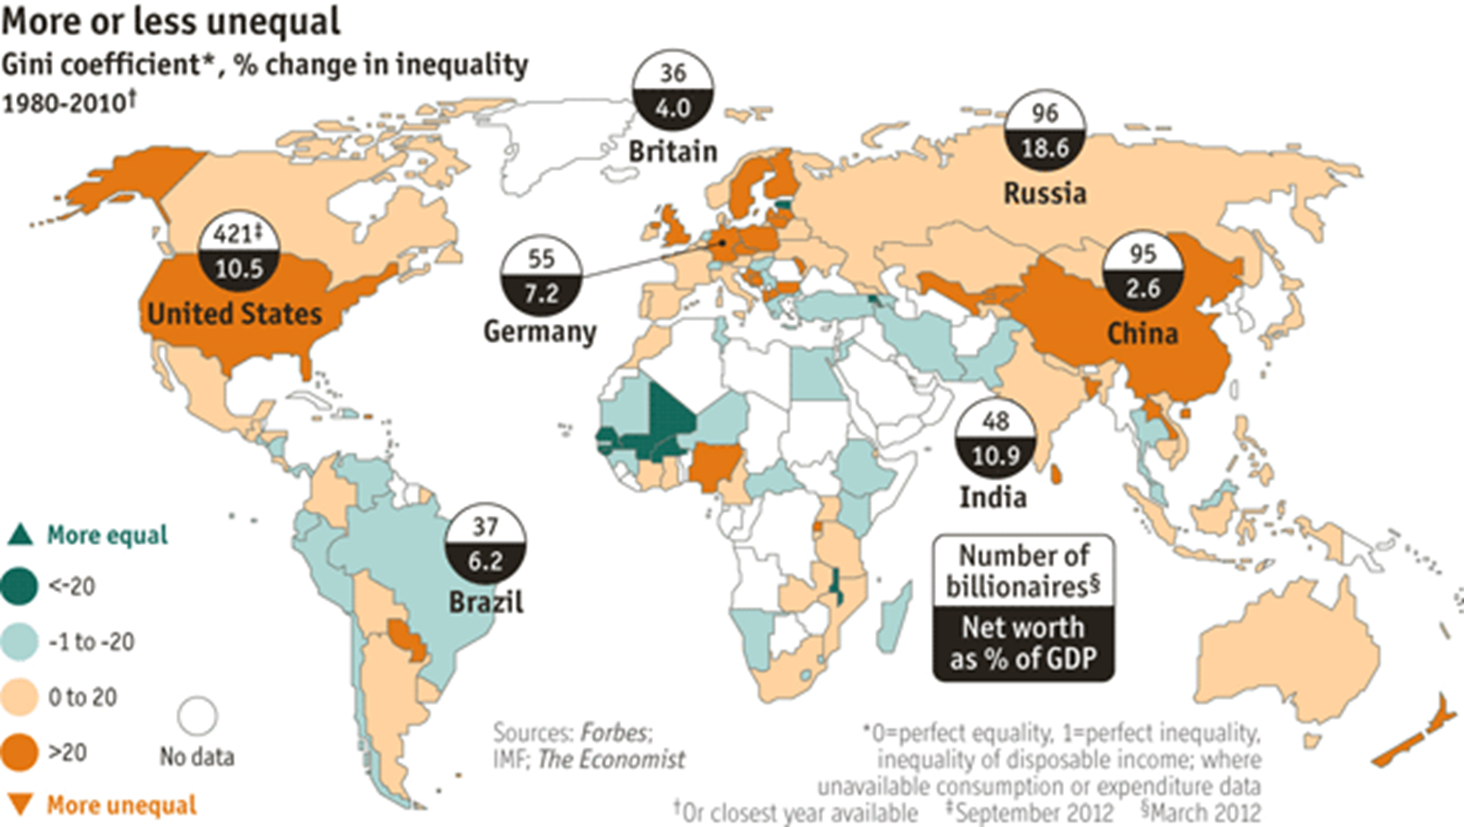 More or less unequal
Gini coefficient*, % change in inequality
1980-2010†
36
4.0
Britain
96
18.6
Russia
421‡
10.5
United States
55
7.2
Germany
95
2.6
China
48
10.9
India
37
6.2
Brazil
▲ More equal
<-20
-1 to -20
0 to 20
>20
▼ More unequal
No data
Number of
billionaires§
Net worth
as % of GDP
Sources: Forbes;
IMF; The Economist
*0=perfect equality, 1=perfect inequality,
inequality of disposable income; where
unavailable consumption or expenditure data
†Or closest year available ‡September 2012 §March 2012